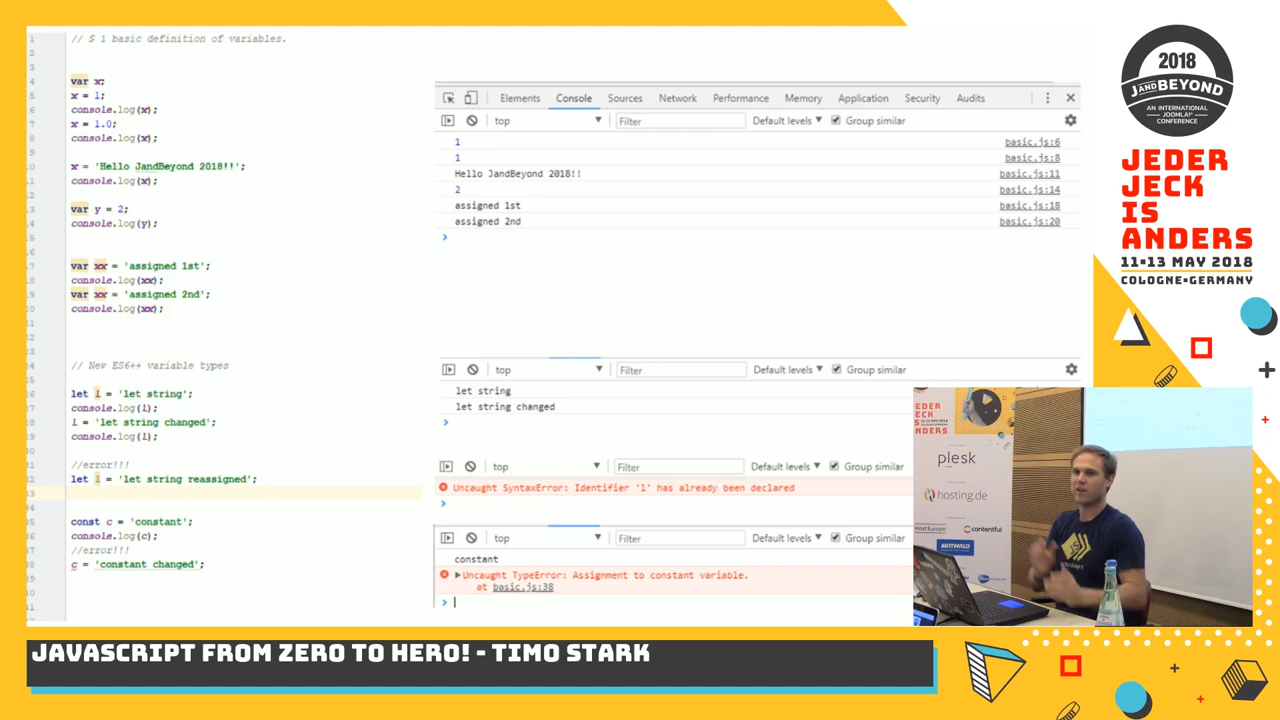 // § 1 basic definition of variables.
var x;
x = 1;
console.log(x);
x = 1.0;
console.log(x);
x = 'Hello JandBeyond 2018!!';
console.log(x);
var y = 2;
console.log(y);
var xx = 'assigned 1st';
console.log(xx);
var xx = 'assigned 2nd';
console.log(xx);
// New ES6++ variable types
let l = 'let string';
console.log(l);
l = 'let string changed';
console.log(l);
//error!!!
let l = 'let string reassigned';
const c = 'constant';
console.log(c);
//error!!!
c = 'constant changed';
Elements Console Sources Network Performance Memory Application Security Audits
top Filter Default levels Group similar
1 basic.js:6
1 basic.js:8
Hello JandBeyond 2018!! basic.js:11
2 basic.js:14
assigned 1st basic.js:18
assigned 2nd basic.js:20
top Filter Default levels Group similar
let string
let string changed
top Filter Default levels Group similar
Uncaught SyntaxError: Identifier 'l' has already been declared
top Filter Default levels Group similar
constant
Uncaught TypeError: Assignment to constant variable.
at basic.js:38
2018
JANDBEYOND
AN INTERNATIONAL
JOOMLA! CONFERENCE
JEDER
JECK
IS
ANDERS
11-13 MAY 2018
COLOGNE•GERMANY
JEDER
JECK
IS
ANDERS
plesk
hosting.de
HostEurope contentful
MITTWALD
JS
JAVASCRIPT FROM ZERO TO HERO! - TIMO STARK